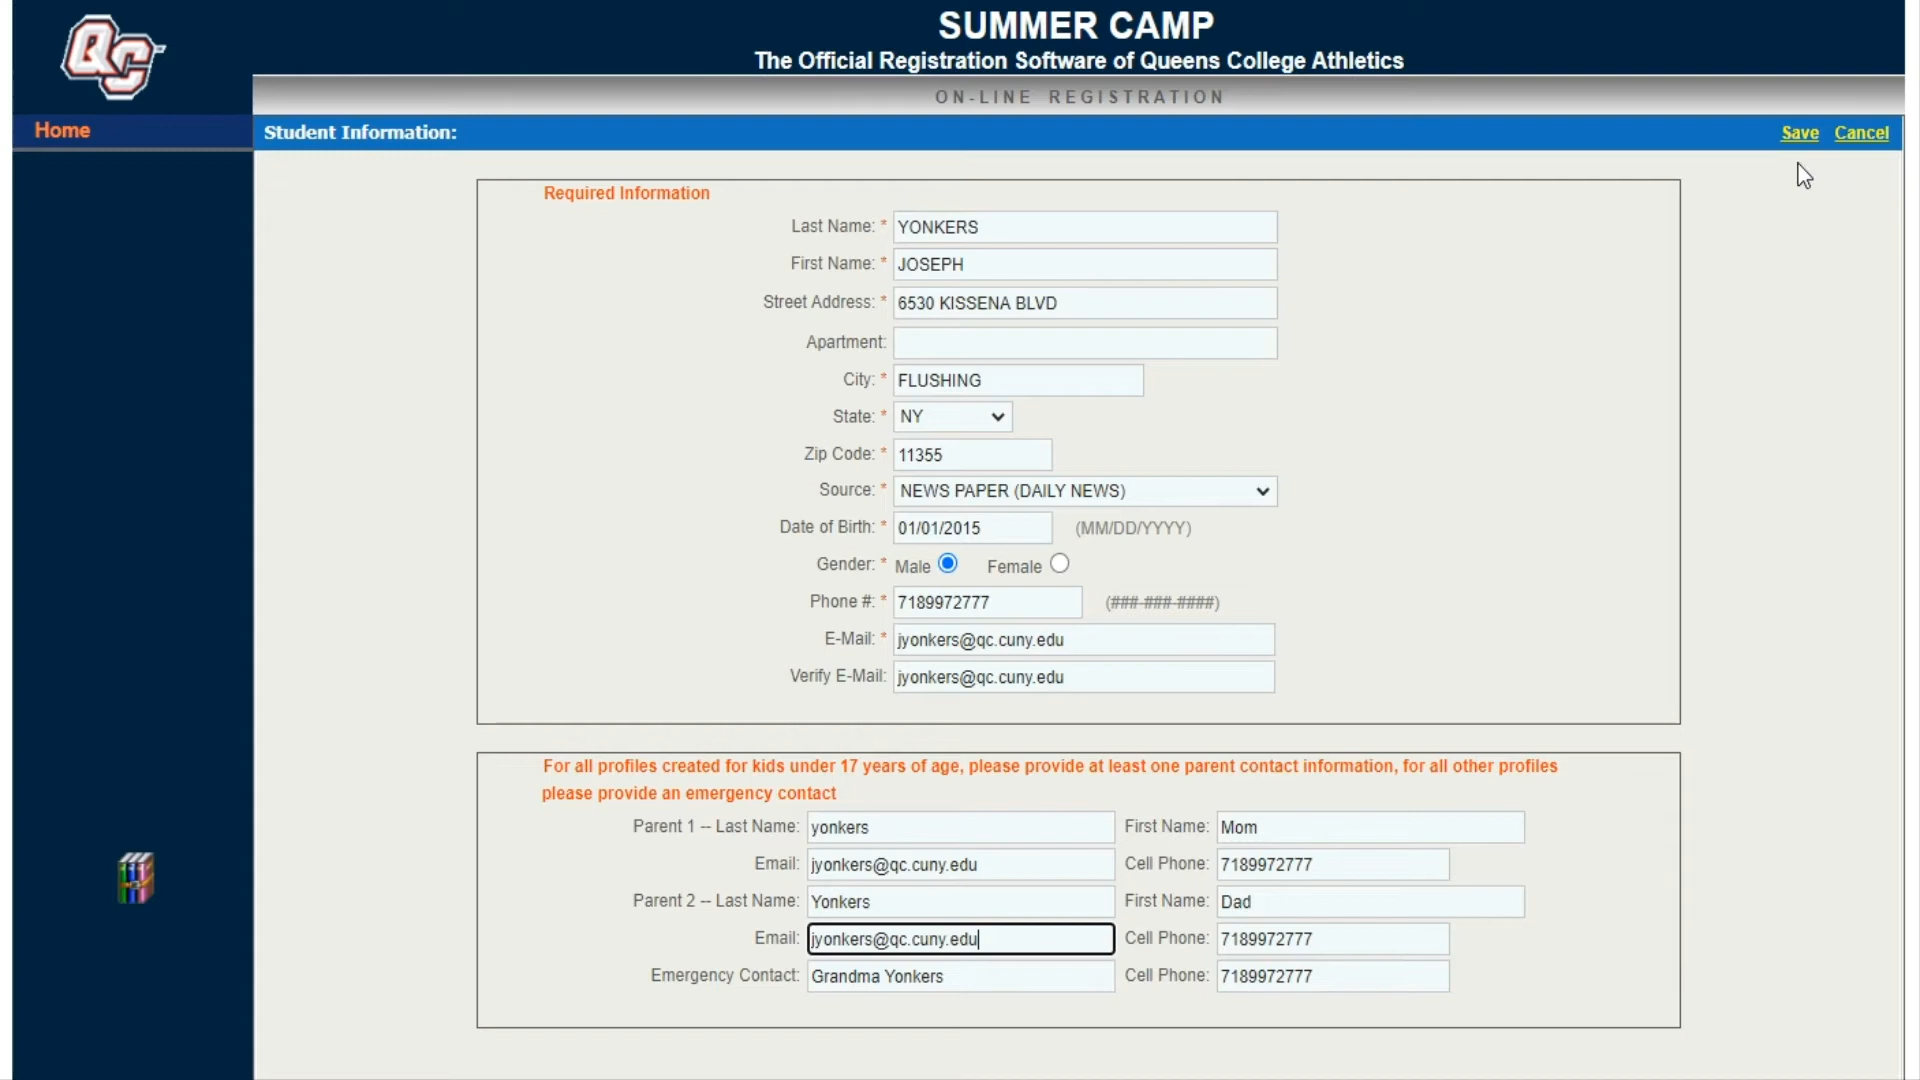 QC
SUMMER CAMP
The Official Registration Software of Queens College Athletics
ON-LINE REGISTRATION
Home
Student Information:
Save Cancel
Required Information
Last Name: * YONKERS
First Name: * JOSEPH
Street Address: * 6530 KISSENA BLVD
Apartment:
City: * FLUSHING
State: * NY
Zip Code: * 11355
Source: * NEWS PAPER (DAILY NEWS)
Date of Birth: * 01/01/2015 (MM/DD/YYYY)
Gender: * Male Female
Phone #: * 7189972777 (###-###-####)
E-Mail: * jyonkers@qc.cuny.edu
Verify E-Mail: jyonkers@qc.cuny.edu
For all profiles created for kids under 17 years of age, please provide at least one parent contact information, for all other profiles
please provide an emergency contact
Parent 1 -- Last Name: yonkers First Name: Mom
Email: jyonkers@qc.cuny.edu Cell Phone: 7189972777
Parent 2 -- Last Name: Yonkers First Name: Dad
Email: jyonkers@qc.cuny.edu Cell Phone: 7189972777
Emergency Contact: Grandma Yonkers Cell Phone: 7189972777